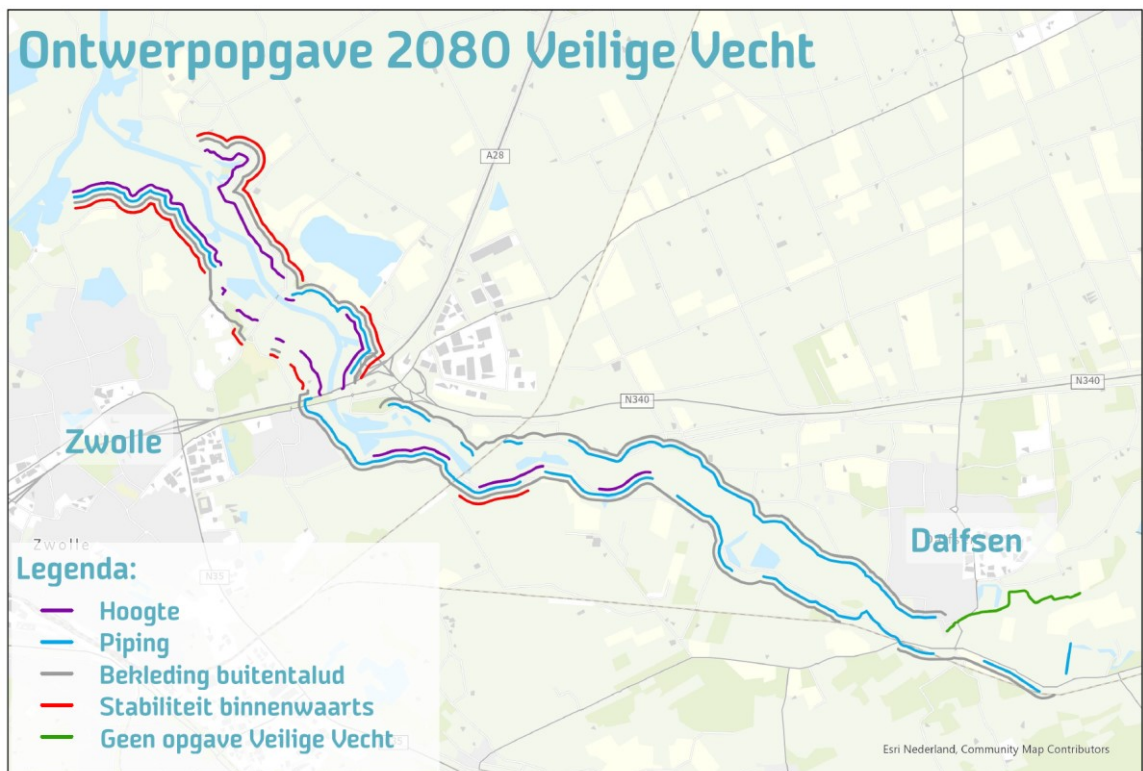 Ontwerpopgave 2080 Veilige Vecht
A28
N340
N340
Zwolle
Dalfsen
Zwolle
N35
Legenda:
Hoogte
Piping
Bekleding buitentalud
Stabiliteit binnenwaarts
Geen opgave Veilige Vecht
Esri Nederland, Community Map Contributors